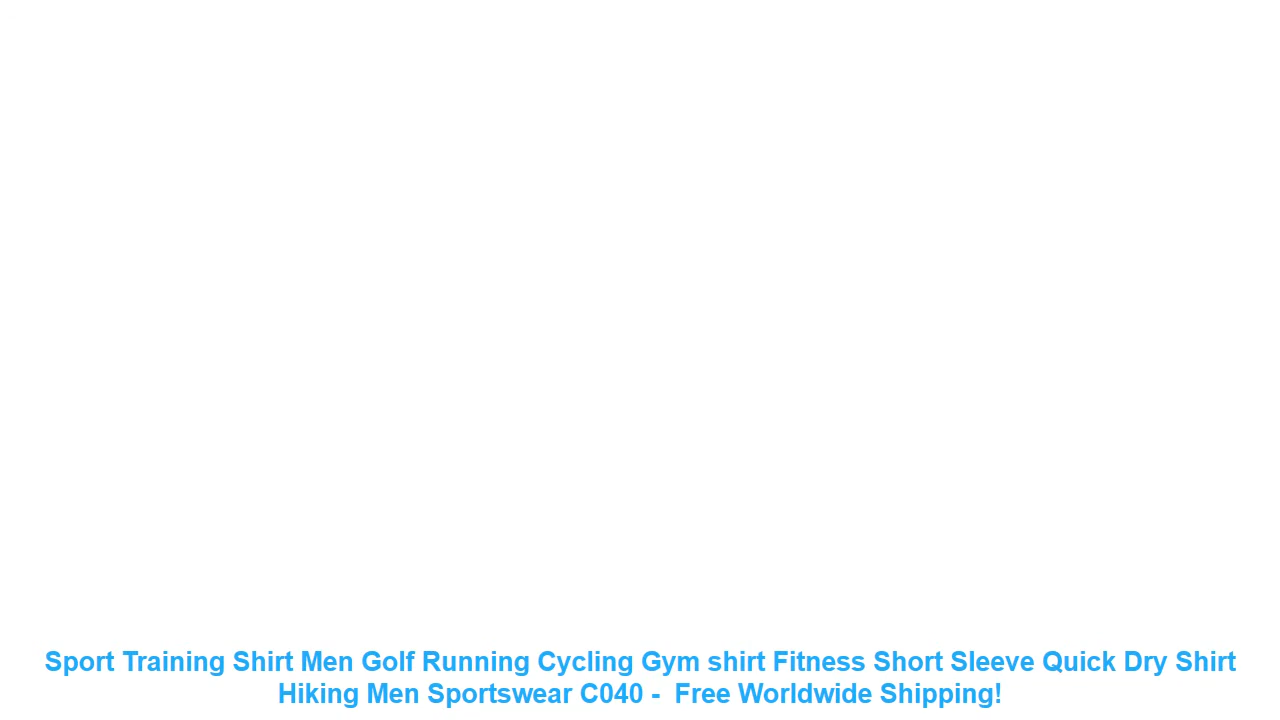 Sport Training Shirt Men Golf Running Cycling Gym shirt Fitness Short Sleeve Quick Dry Shirt
Hiking Men Sportswear C040 -  Free Worldwide Shipping!